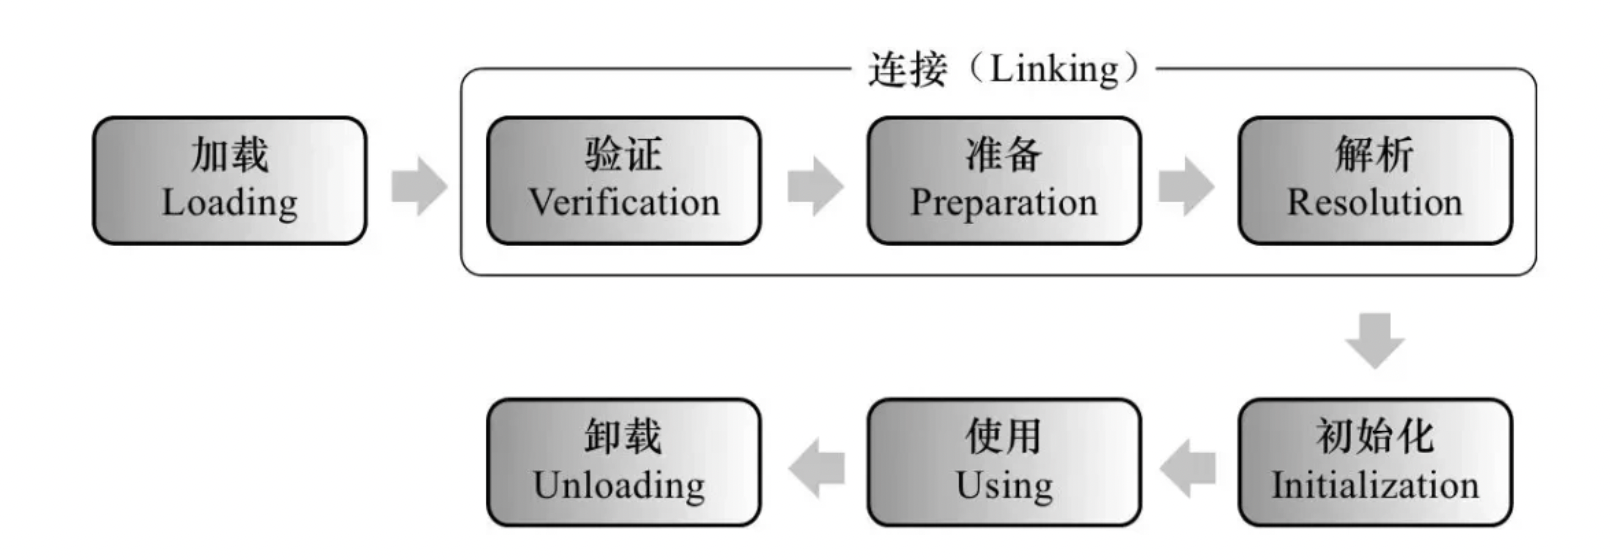 连接（Linking）
加载
Loading
验证
Verification
准备
Preparation
解析
Resolution
初始化
Initialization
使用
Using
卸载
Unloading